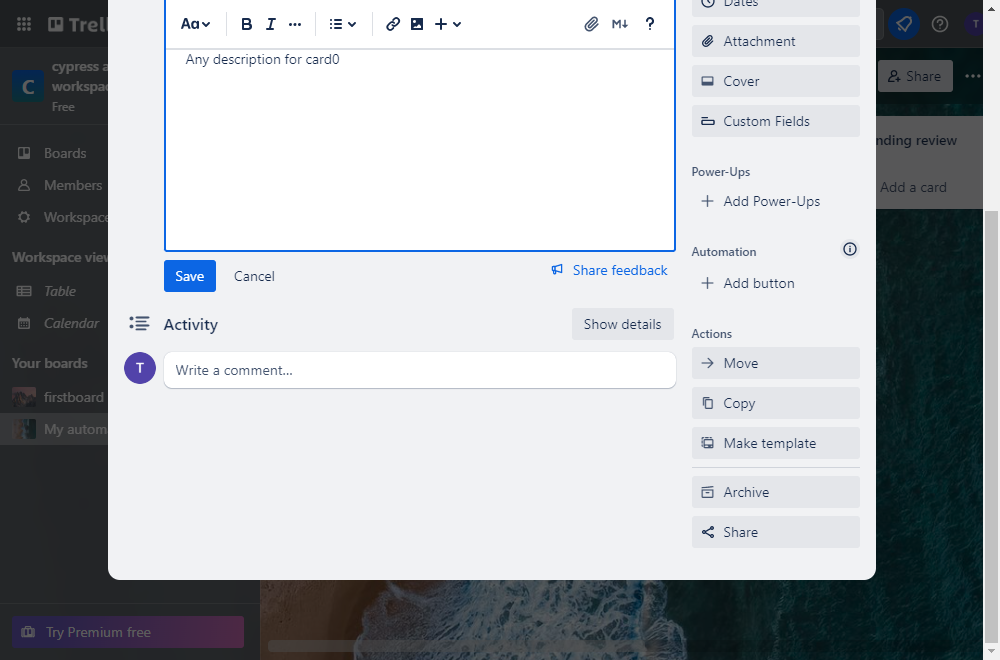 Trell
T
C
cypress a
workspac
Free
Boards
Members
Workspace
Workspace view
Table
Calendar
Your boards
firstboard
My autom
Try Premium free
Aa
B
I
M↓
?
Any description for card0
Save
Cancel
Share feedback
Activity
Show details
T
Write a comment…
Dates
Attachment
Cover
Custom Fields
Power-Ups
Add Power-Ups
Automation
Add button
Actions
Move
Copy
Make template
Archive
Share
Share
nding review
Add a card